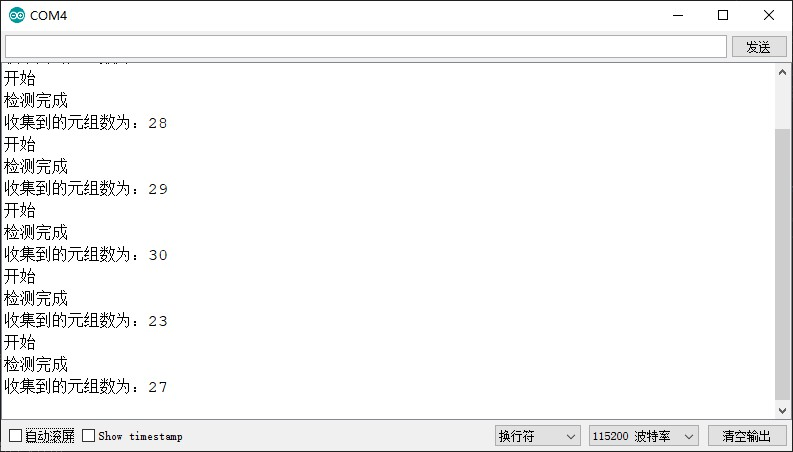 COM4
发送
开始
检测完成
收集到的元组数为：28
开始
检测完成
收集到的元组数为：29
开始
检测完成
收集到的元组数为：30
开始
检测完成
收集到的元组数为：23
开始
检测完成
收集到的元组数为：27
自动滚屏 Show timestamp 换行符 115200 波特率 清空输出